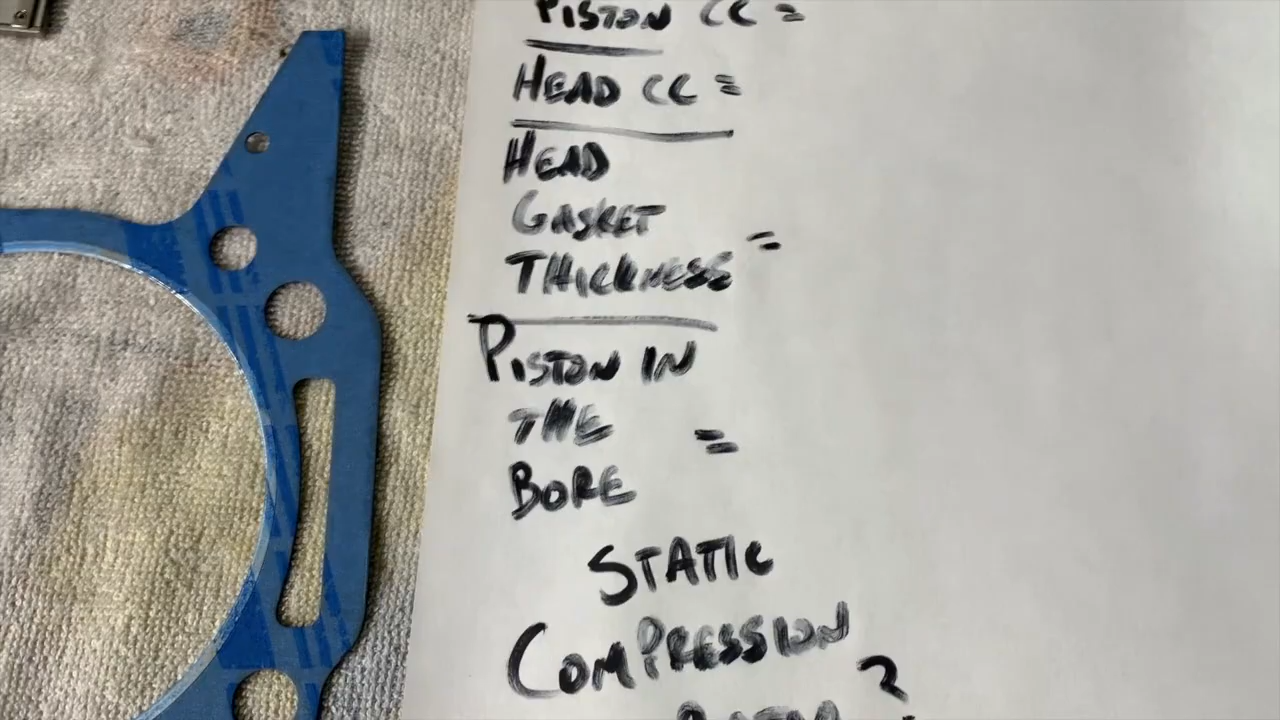 PISTON CC =
HEAD CC =
HEAD
GASKET
THICKNESS =
PISTON IN
THE
BORE =
STATIC
COMPRESSION
?